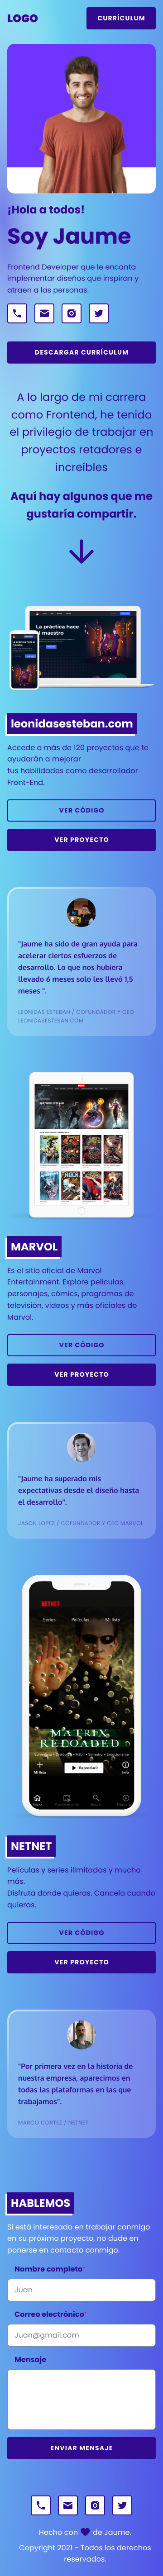 LOGO
CURRÍCULUM
¡Hola a todos!
Soy Jaume
Frontend Developer que le encanta
implementar diseños que inspiran y
atraen a las personas.
DESCARGAR CURRÍCULUM
A lo largo de mi carrera
como Frontend, he tenido
el privilegio de trabajar en
proyectos retadores e
increíbles
Aquí hay algunos que me
gustaría compartir.
La práctica hace
al maestro
leonidasesteban.com
Accede a más de 120 proyectos que te
ayudarán a mejorar
tus habilidades como desarrollador
Front-End.
VER CÓDIGO
VER PROYECTO
"Jaume ha sido de gran ayuda para
acelerar ciertos esfuerzos de
desarrollo. Lo que nos hubiera
llevado 6 meses solo les llevó 1,5
meses ".
LEONIDAS ESTEBAN / COFUNDADOR Y CEO
LEONIDASESTEBAN.COM
MARVOL
Es el sitio oficial de Marvol
Entertainment. Explore películas,
personajes, cómics, programas de
televisión, videos y más oficiales de
Marvol.
VER CÓDIGO
VER PROYECTO
"Jaume ha superado mis
expectativas desde el diseño hasta
el desarrollo".
JASON LOPEZ / COFUNDADOR Y CEO MARVOL
NETNET
Series Películas Mi lista
MATRIX
RELOADED
Mi lista
Reproducir
Info
NETNET
Películas y series ilimitadas y mucho
más.
Disfruta donde quieras. Cancela cuando
quieras.
VER CÓDIGO
VER PROYECTO
"Por primera vez en la historia de
nuestra empresa, aparecimos en
todas las plataformas en las que
trabajamos".
MARCO CORTEZ / NETNET
HABLEMOS
Si está interesado en trabajar conmigo
en su próximo proyecto, no dude en
ponerse en contacto conmigo.
Nombre completo*
Juan
Correo electrónico*
Juan@gmail.com
Mensaje
ENVIAR MENSAJE
Hecho con de Jaume.
Copyright 2021 - Todos los derechos
reservados.